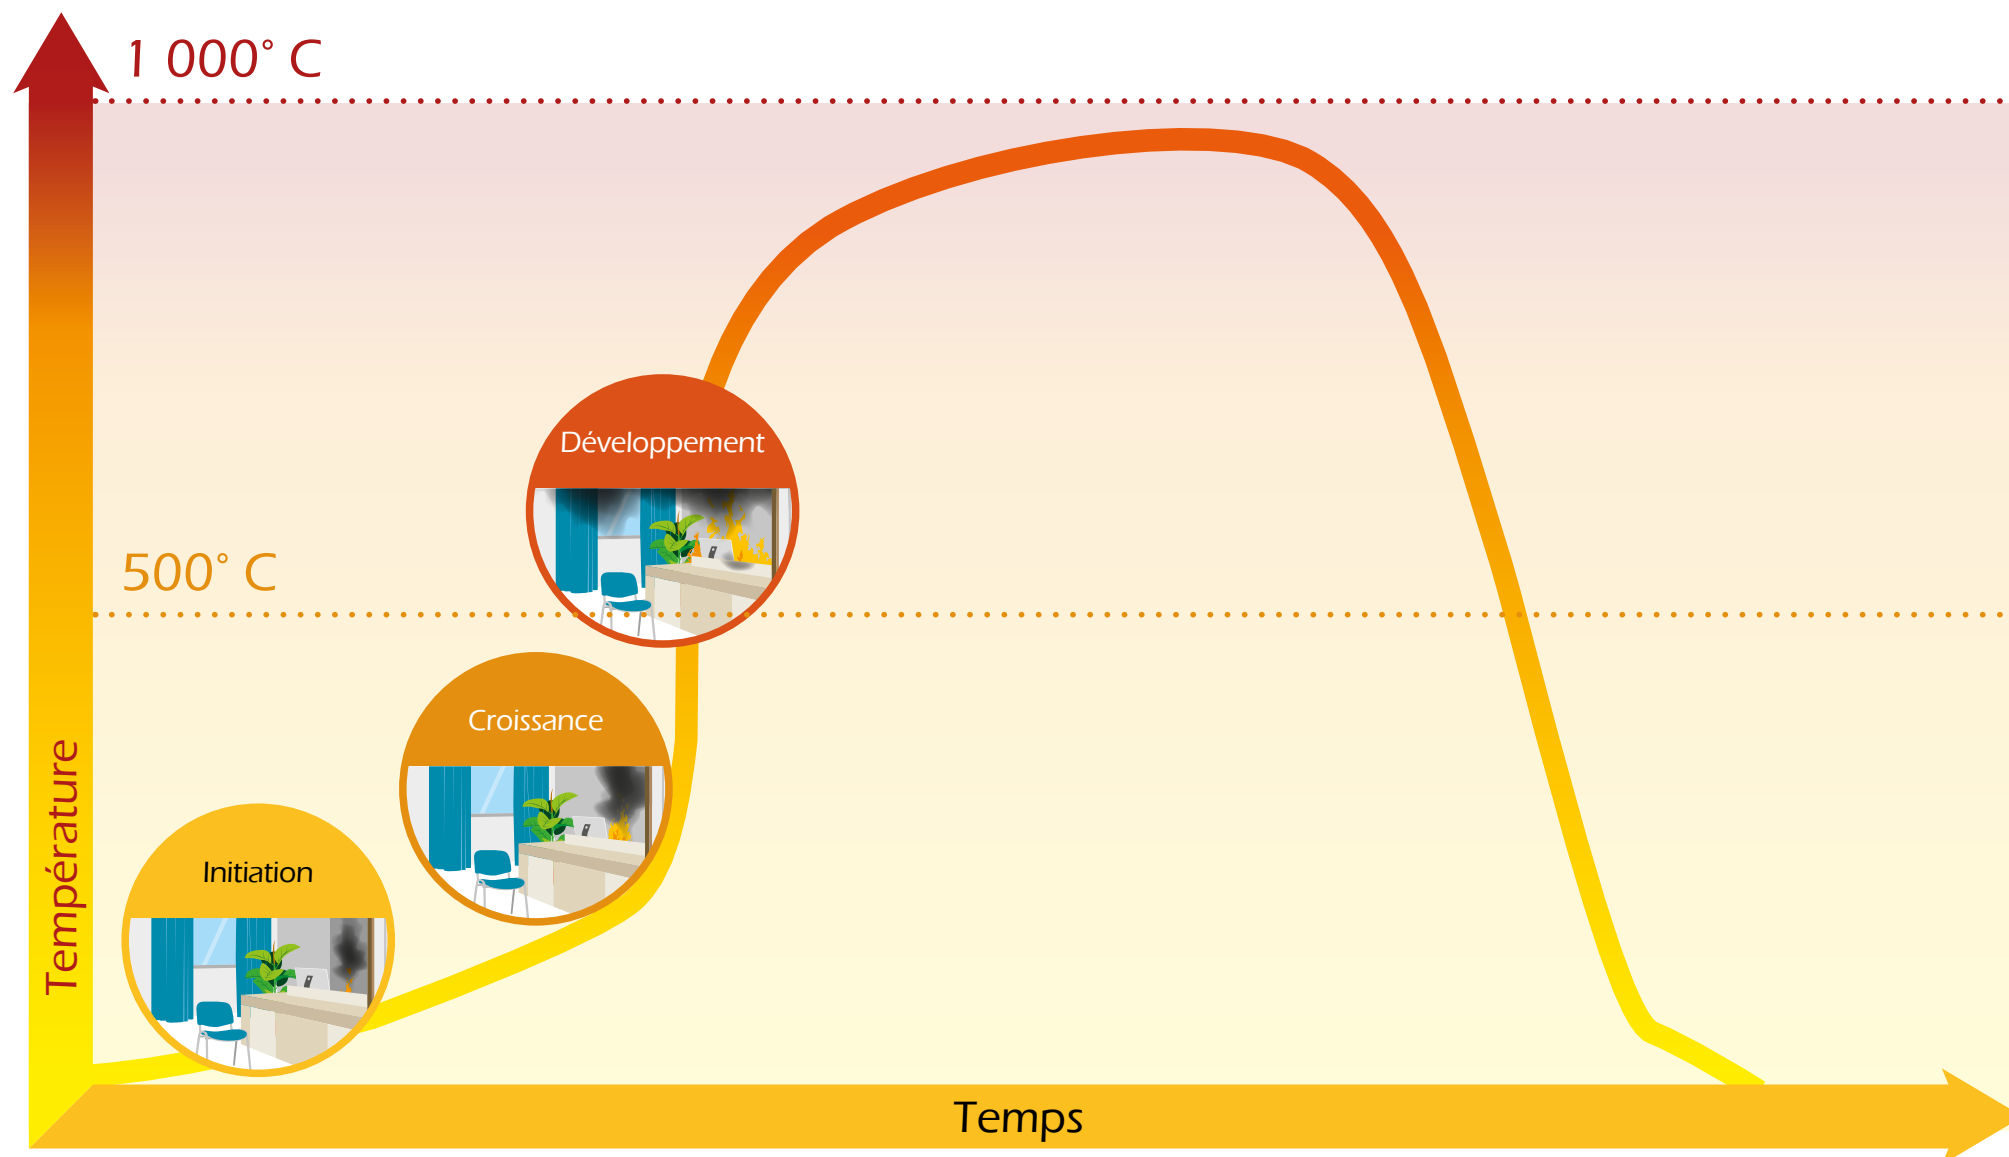 1 000° C
Développement
500° C
Croissance
Température
Initiation
Temps